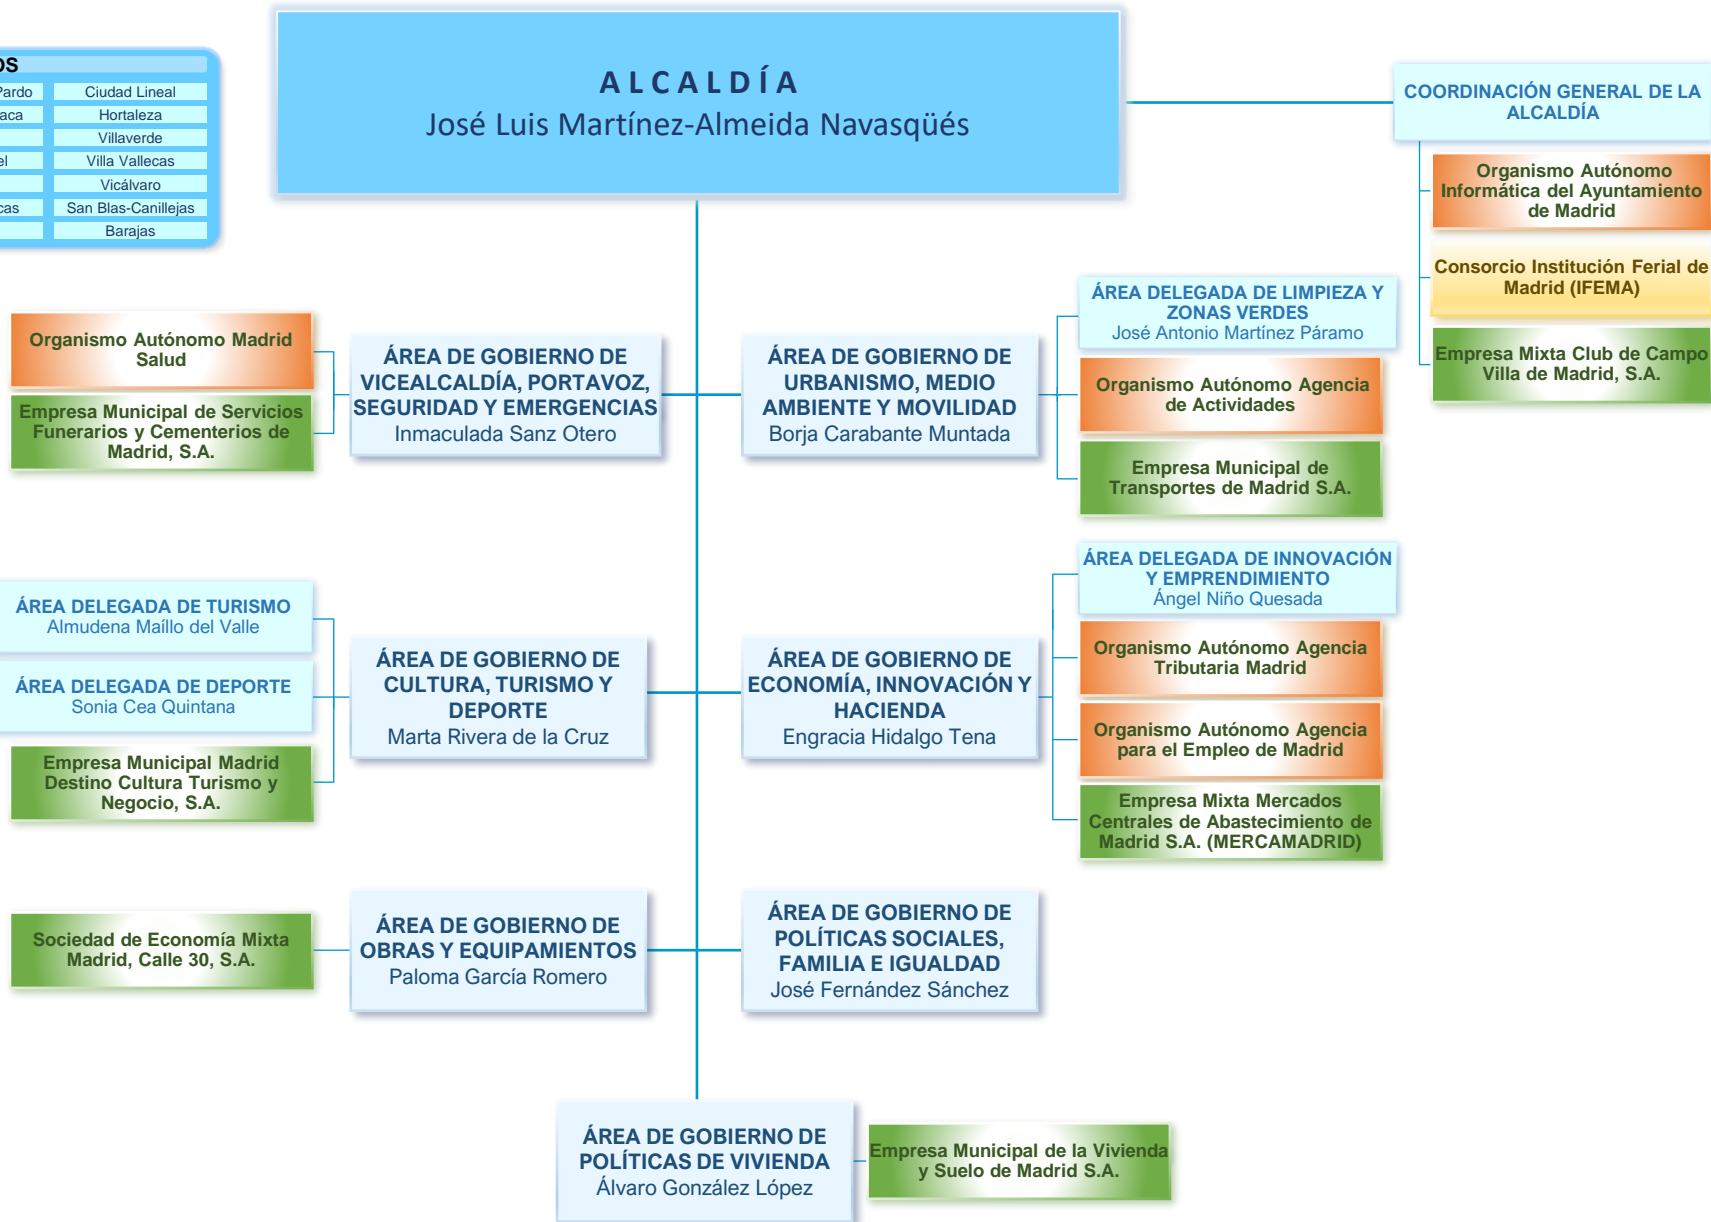 A L C A L D Í A
José Luis Martínez-Almeida Navasqüés
OS
Pardo
Ciudad Lineal
aca
Hortaleza
Villaverde
el
Villa Vallecas
Vicálvaro
cas
San Blas-Canillejas
Barajas
COORDINACIÓN GENERAL DE LA
ALCALDÍA
Organismo Autónomo
Informática del Ayuntamiento
de Madrid
Consorcio Institución Ferial de
Madrid (IFEMA)
Empresa Mixta Club de Campo
Villa de Madrid, S.A.
Organismo Autónomo Madrid
Salud
Empresa Municipal de Servicios
Funerarios y Cementerios de
Madrid, S.A.
ÁREA DE GOBIERNO DE
VICEALCALDÍA, PORTAVOZ,
SEGURIDAD Y EMERGENCIAS
Inmaculada Sanz Otero
ÁREA DE GOBIERNO DE
URBANISMO, MEDIO
AMBIENTE Y MOVILIDAD
Borja Carabante Muntada
ÁREA DELEGADA DE LIMPIEZA Y
ZONAS VERDES
José Antonio Martínez Páramo
Organismo Autónomo Agencia
de Actividades
Empresa Municipal de
Transportes de Madrid S.A.
ÁREA DELEGADA DE TURISMO
Almudena Maíllo del Valle
ÁREA DELEGADA DE DEPORTE
Sonia Cea Quintana
Empresa Municipal Madrid
Destino Cultura Turismo y
Negocio, S.A.
ÁREA DE GOBIERNO DE
CULTURA, TURISMO Y
DEPORTE
Marta Rivera de la Cruz
ÁREA DE GOBIERNO DE
ECONOMÍA, INNOVACIÓN Y
HACIENDA
Engracia Hidalgo Tena
ÁREA DELEGADA DE INNOVACIÓN
Y EMPRENDIMIENTO
Ángel Niño Quesada
Organismo Autónomo Agencia
Tributaria Madrid
Organismo Autónomo Agencia
para el Empleo de Madrid
Empresa Mixta Mercados
Centrales de Abastecimiento de
Madrid S.A. (MERCAMADRID)
Sociedad de Economía Mixta
Madrid, Calle 30, S.A.
ÁREA DE GOBIERNO DE
OBRAS Y EQUIPAMIENTOS
Paloma García Romero
ÁREA DE GOBIERNO DE
POLÍTICAS SOCIALES,
FAMILIA E IGUALDAD
José Fernández Sánchez
ÁREA DE GOBIERNO DE
POLÍTICAS DE VIVIENDA
Álvaro González López
Empresa Municipal de la Vivienda
y Suelo de Madrid S.A.